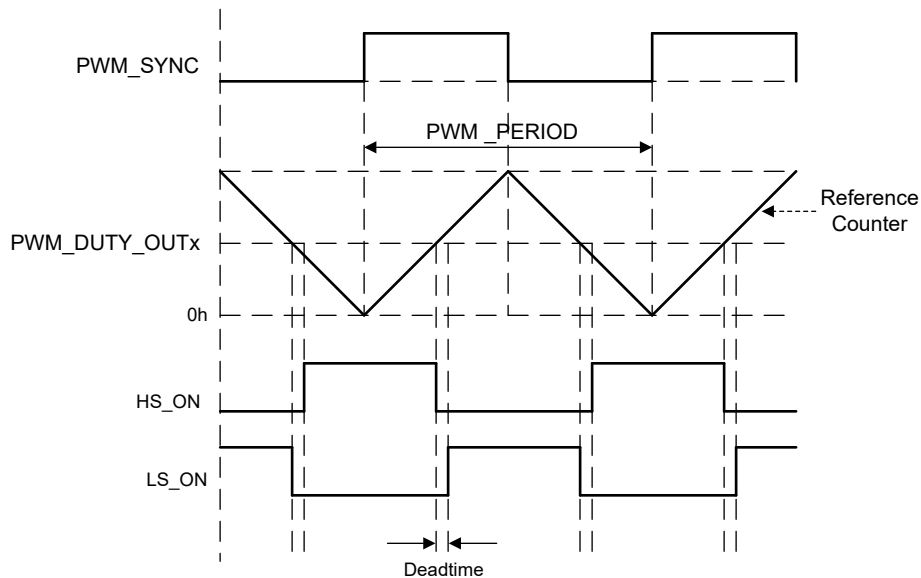 PWM_SYNC
PWM _PERIOD
Reference
Counter
PWM_DUTY_OUTx
0h
HS_ON
LS_ON
Deadtime